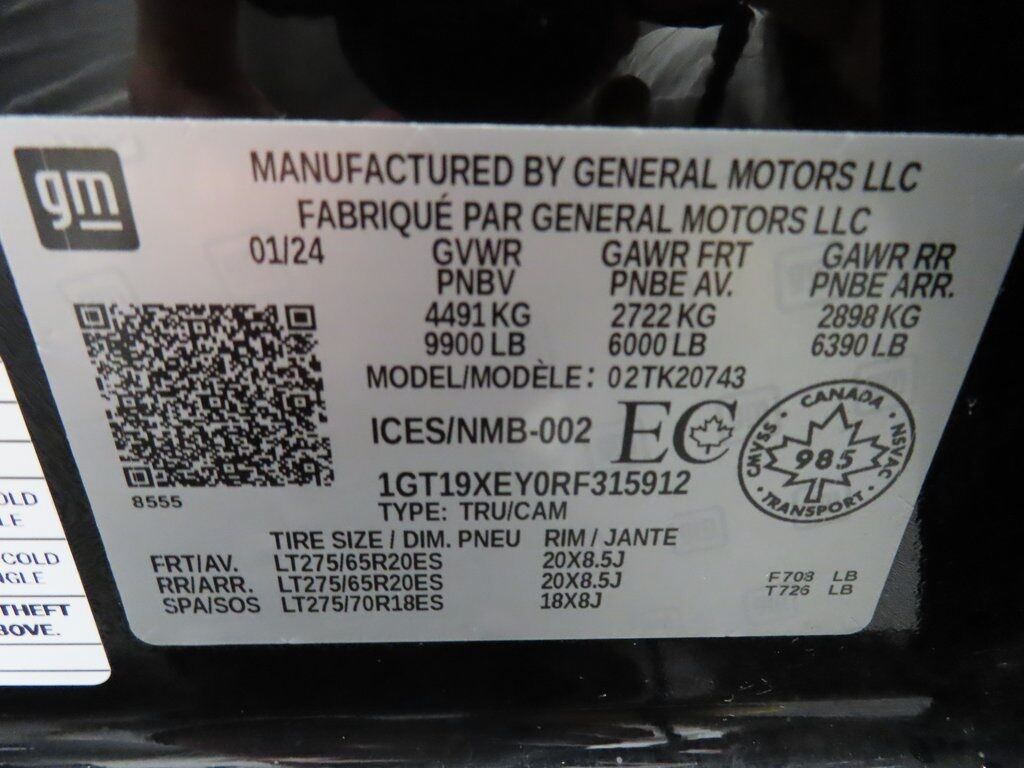 gm
MANUFACTURED BY GENERAL MOTORS LLC
FABRIQUÉ PAR GENERAL MOTORS LLC
01/24 GVWR GAWR FRT GAWR RR
PNBV PNBE AV. PNBE ARR.
4491 KG 2722 KG 2898 KG
9900 LB 6000 LB 6390 LB
MODEL/MODÈLE: 02TK20743
ICES/NMB-002 EC
CANADA
CMVSS 985 NSVAC
TRANSPORT
8555
1GT19XEY0RF315912
TYPE: TRU/CAM
TIRE SIZE / DIM. PNEU RIM / JANTE
FRT/AV. LT275/65R20ES 20X8.5J
RR/ARR. LT275/65R20ES 20X8.5J
SPA/SOS LT275/70R18ES 18X8J
F708 LB
T726 LB
OLD
LE
COLD
NGLE
THEFT
BOVE.